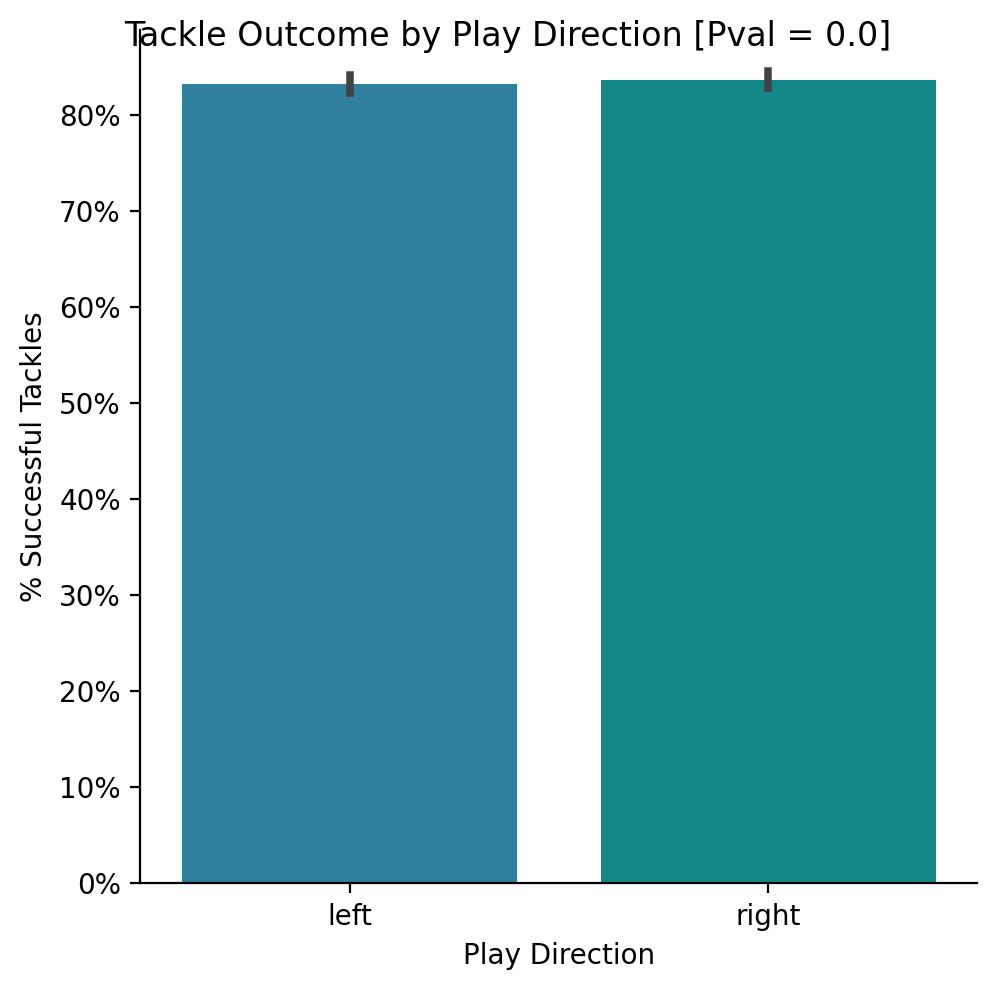 Tackle Outcome by Play Direction [Pval = 0.0]
80%
70%
60%
50%
40%
30%
20%
10%
0%
% Successful Tackles
left right
Play Direction